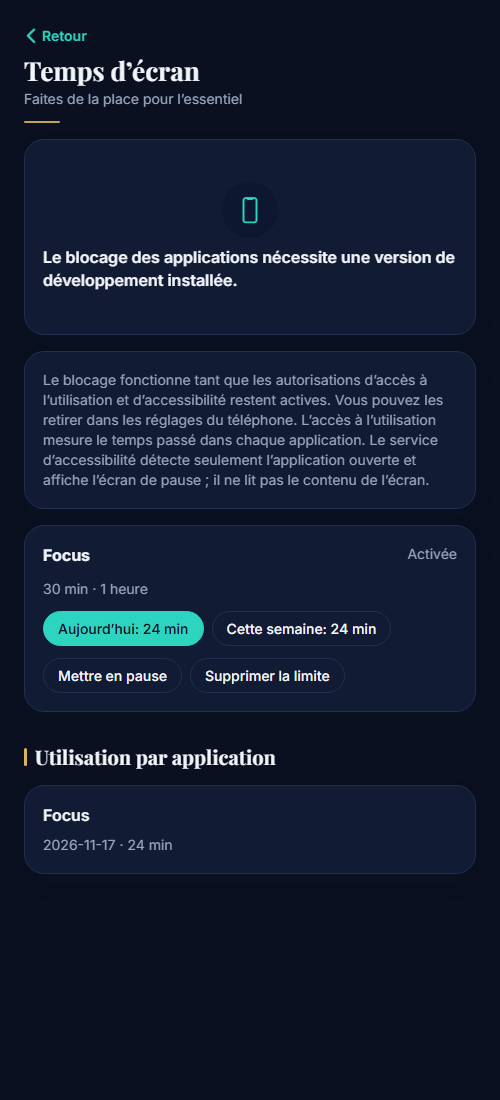 Retour
Temps d’écran
Faites de la place pour l’essentiel
Le blocage des applications nécessite une version de
développement installée.
Le blocage fonctionne tant que les autorisations d’accès à
l’utilisation et d’accessibilité restent actives. Vous pouvez les
retirer dans les réglages du téléphone. L’accès à l’utilisation
mesure le temps passé dans chaque application. Le service
d’accessibilité détecte seulement l’application ouverte et
affiche l’écran de pause ; il ne lit pas le contenu de l’écran.
Focus
Activée
30 min · 1 heure
Aujourd’hui: 24 min
Cette semaine: 24 min
Mettre en pause
Supprimer la limite
Utilisation par application
Focus
2026-11-17 · 24 min